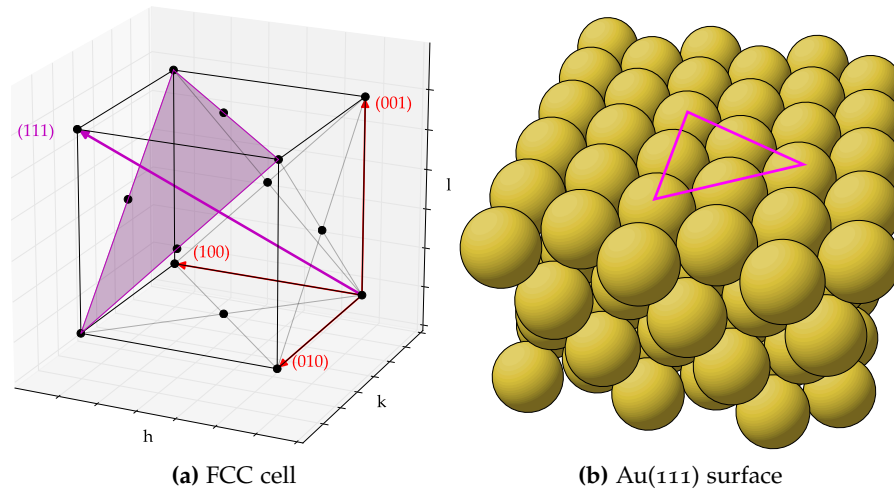 (001)
(111)
l
(100)
(010)
k
h
(a) FCC cell
(b) Au(111) surface